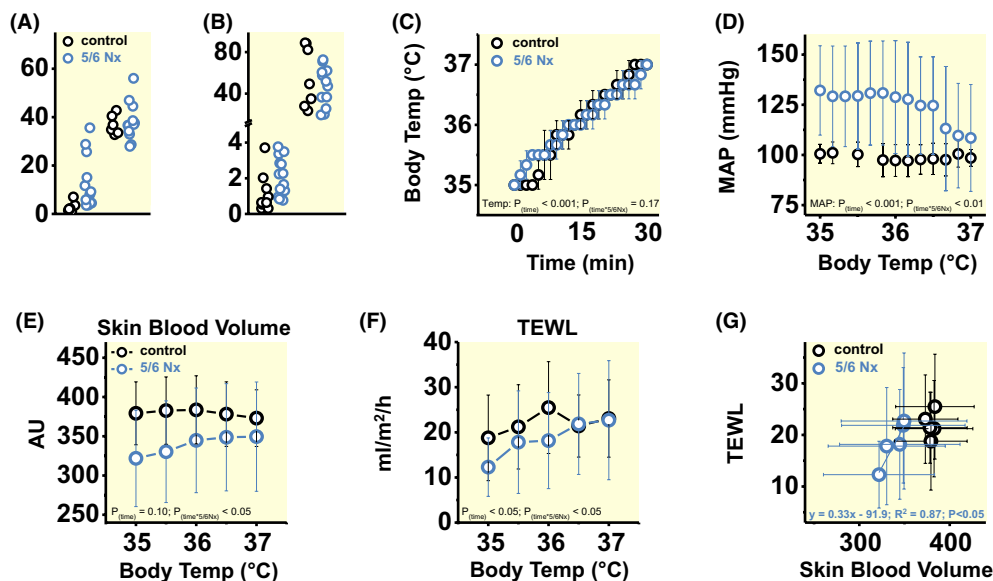 (A)
control
5/6 Nx
60
40
20
0
(B)
80
40
4
2
0
(C)
control
5/6 Nx
Body Temp (°C)
37
36
35
Temp: P(time) < 0.001; P(time*5/6Nx) = 0.17
0 15 30
Time (min)
(D)
MAP (mmHg)
150
125
100
75
MAP: P(time) < 0.001; P(time*5/6Nx) < 0.01
35 36 37
Body Temp (°C)
(E)
Skin Blood Volume
control
5/6 Nx
AU
450
400
350
300
250
P(time) = 0.10; P(time*5/6Nx) < 0.05
35 36 37
Body Temp (°C)
(F)
TEWL
ml/m²/h
40
30
20
10
0
P(time) < 0.05; P(time*5/6Nx) < 0.05
35 36 37
Body Temp (°C)
(G)
control
5/6 Nx
TEWL
40
30
20
10
y = 0.33x - 91.9; R² = 0.87; P<0.05
300 400
Skin Blood Volume